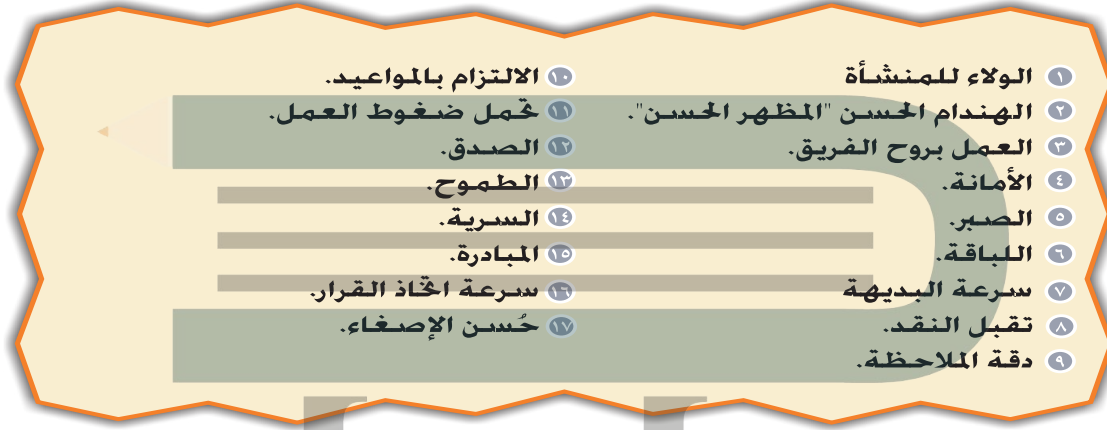 ١ الولاء للمنشأة
٢ الهندام الحسن "المظهر الحسن".
٣ العمل بروح الفريق.
٤ الأمانة.
٥ الصبر.
٦ اللباقة.
٧ سرعة البديهة
٨ تقبل النقد.
٩ دقة الملاحظة.
١٠ الالتزام بالمواعيد.
١١ تحمل ضغوط العمل.
١٢ الصدق.
١٣ الطموح.
١٤ السرية.
١٥ المبادرة.
١٦ سرعة اتخاذ القرار.
١٧ حُسن الإصغاء.